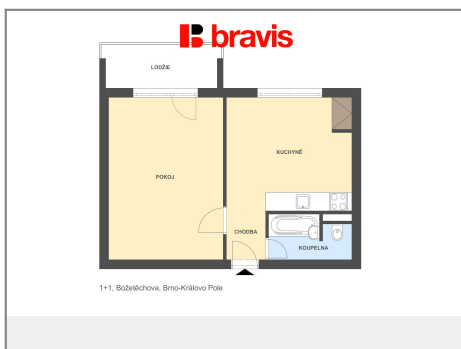 bravis
LODŽIE
KUCHYNĚ
POKOJ
CHODBA
KOUPELNA
1+1, Božetěchova, Brno-Královo Pole